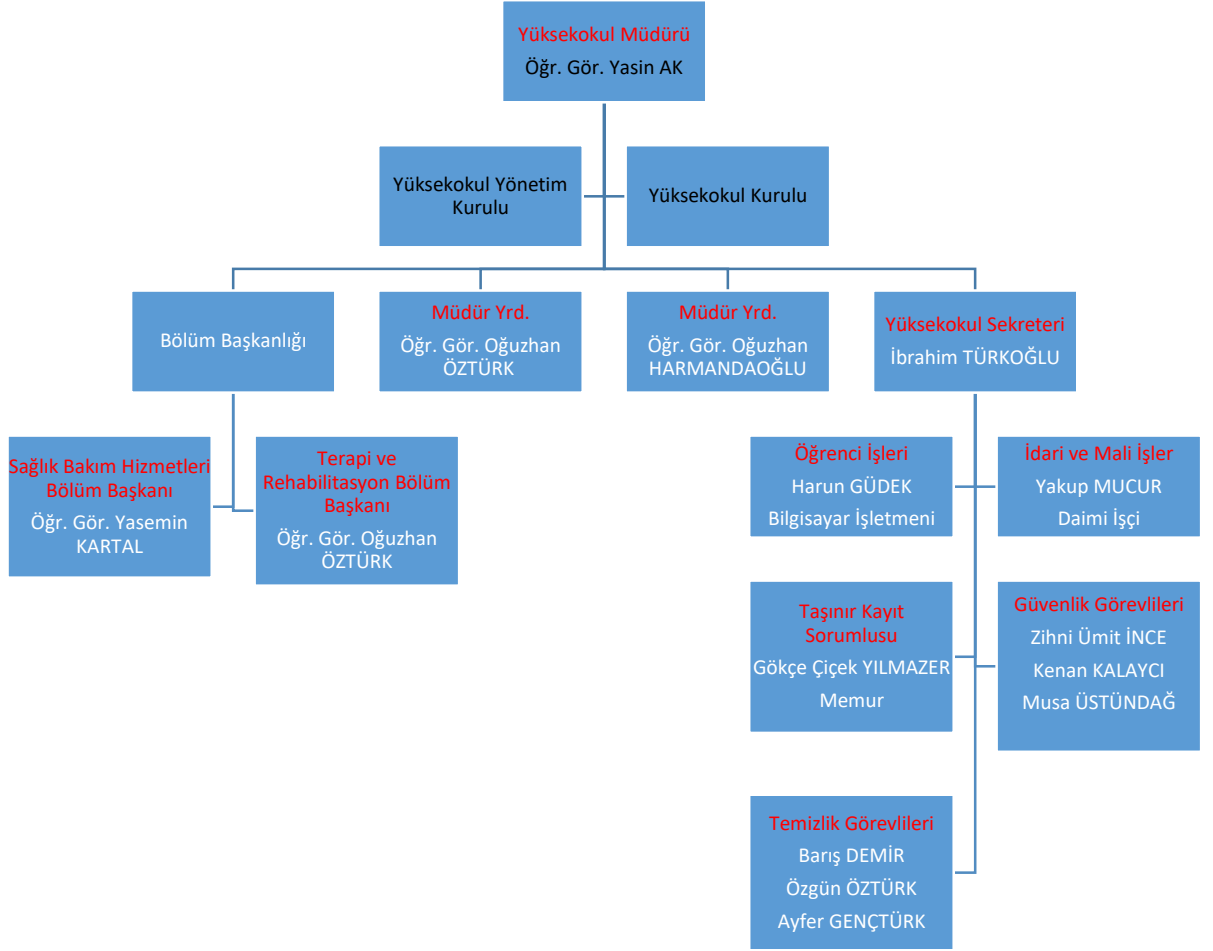 Yüksekokul Müdürü
Öğr. Gör. Yasin AK
Yüksekokul Yönetim
Kurulu
Yüksekokul Kurulu
Bölüm Başkanlığı
Müdür Yrd.
Öğr. Gör. Oğuzhan
ÖZTÜRK
Müdür Yrd.
Öğr. Gör. Oğuzhan
HARMANDAOĞLU
Yüksekokul Sekreteri
İbrahim TÜRKOĞLU
Sağlık Bakım Hizmetleri
Bölüm Başkanı
Öğr. Gör. Yasemin
KARTAL
Terapi ve
Rehabilitasyon Bölüm
Başkanı
Öğr. Gör. Oğuzhan
ÖZTÜRK
Öğrenci İşleri
Harun GÜDEK
Bilgisayar İşletmeni
İdari ve Mali İşler
Yakup MUCUR
Daimi İşçi
Taşınır Kayıt
Sorumlusu
Gökçe Çiçek YILMAZER
Memur
Güvenlik Görevlileri
Zihni Ümit İNCE
Kenan KALAYCI
Musa ÜSTÜNDAĞ
Temizlik Görevlileri
Barış DEMİR
Özgün ÖZTÜRK
Ayfer GENÇTÜRK